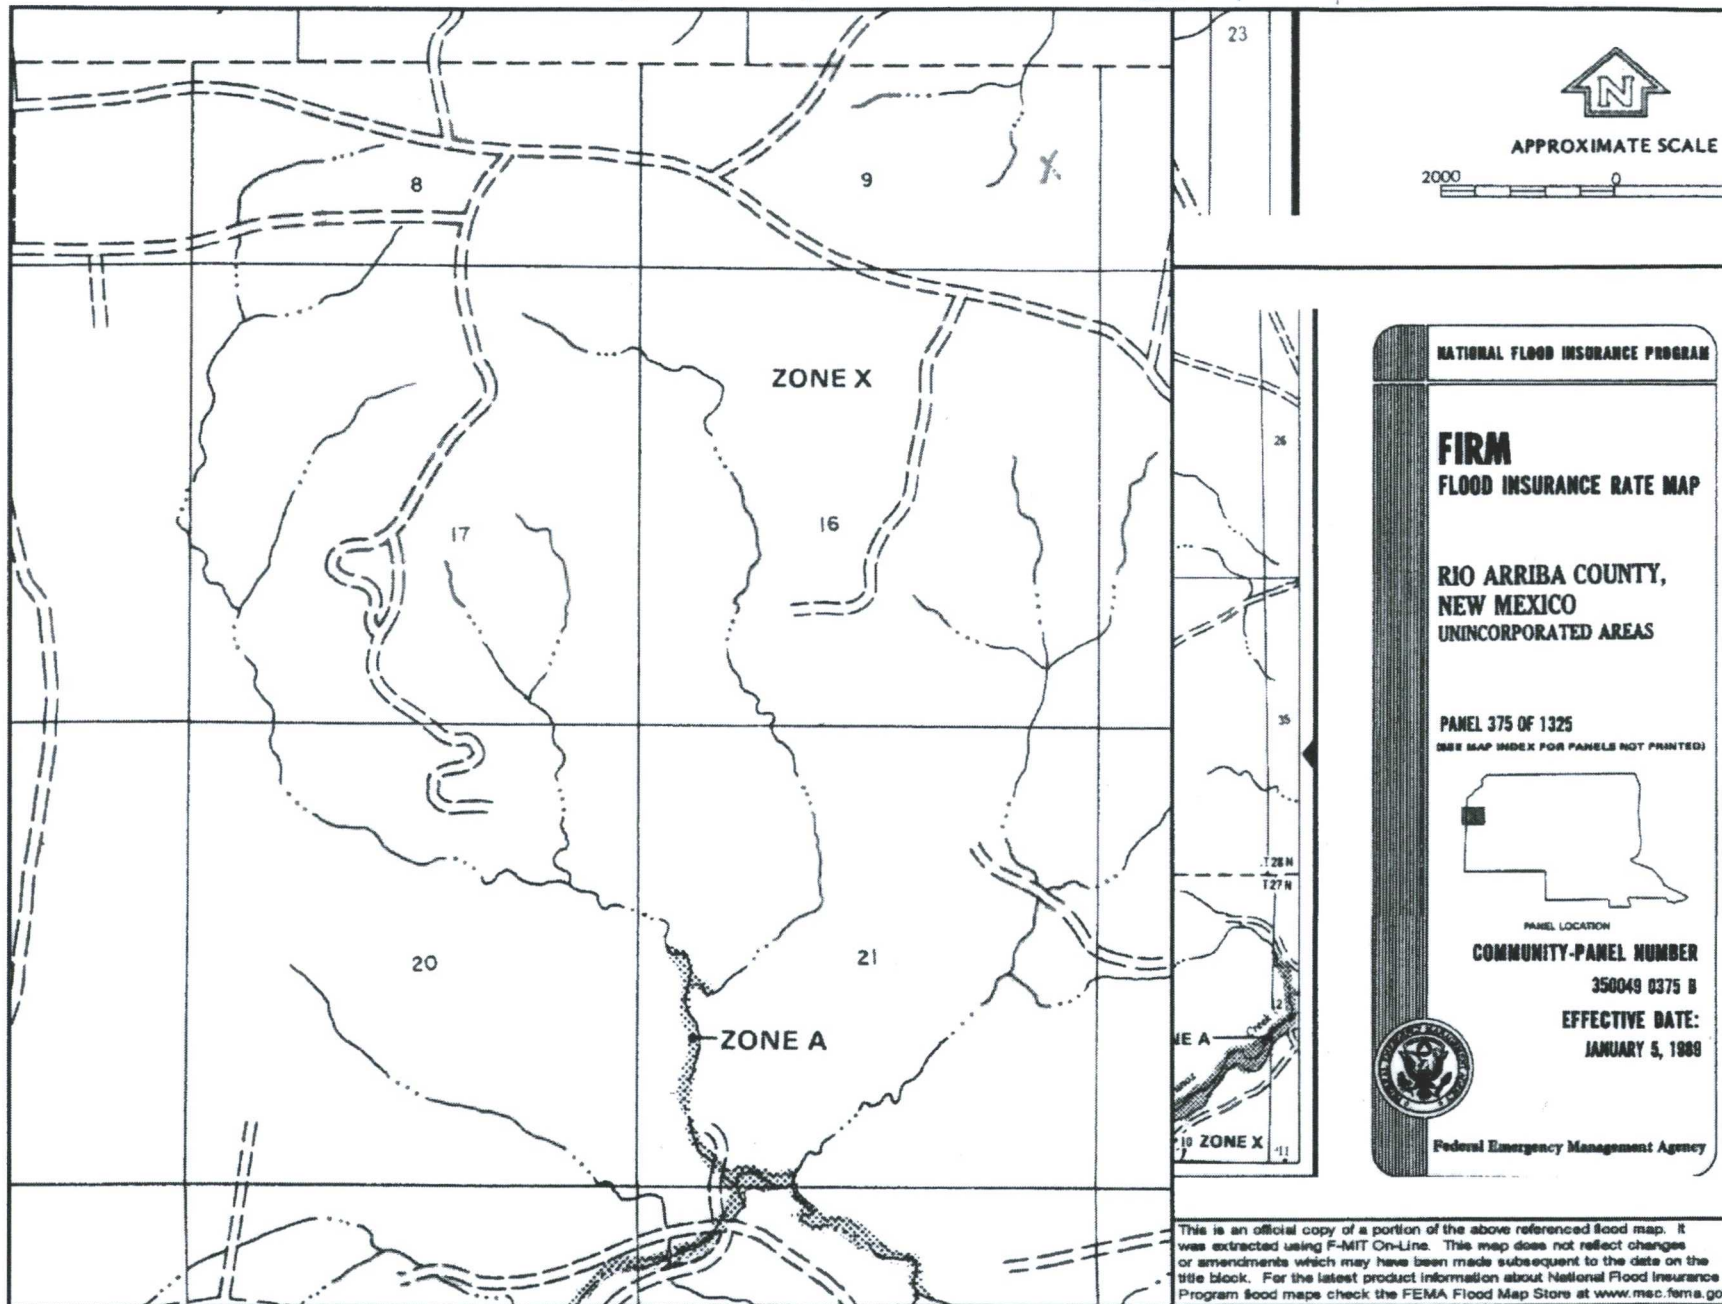 23
N
APPROXIMATE SCALE
2000 0
8
9
X
ZONE X
NATIONAL FLOOD INSURANCE PROGRAM
FIRM
FLOOD INSURANCE RATE MAP
26
17
16
RIO ARRIBA COUNTY,
NEW MEXICO
UNINCORPORATED AREAS
35
PANEL 375 OF 1325
(SEE MAP INDEX FOR PANELS NOT PRINTED)
T28N
T27N
PANEL LOCATION
20
21
COMMUNITY-PANEL NUMBER
350049 0375 B
EFFECTIVE DATE:
JANUARY 5, 1989
ZONE A
NE A
Creek
12
10 ZONE X 11
Federal Emergency Management Agency
This is an official copy of a portion of the above referenced flood map. It
was extracted using F-MIT On-Line. This map does not reflect changes
or amendments which may have been made subsequent to the date on the
title block. For the latest product information about National Flood Insurance
Program flood maps check the FEMA Flood Map Store at www.msc.fema.go